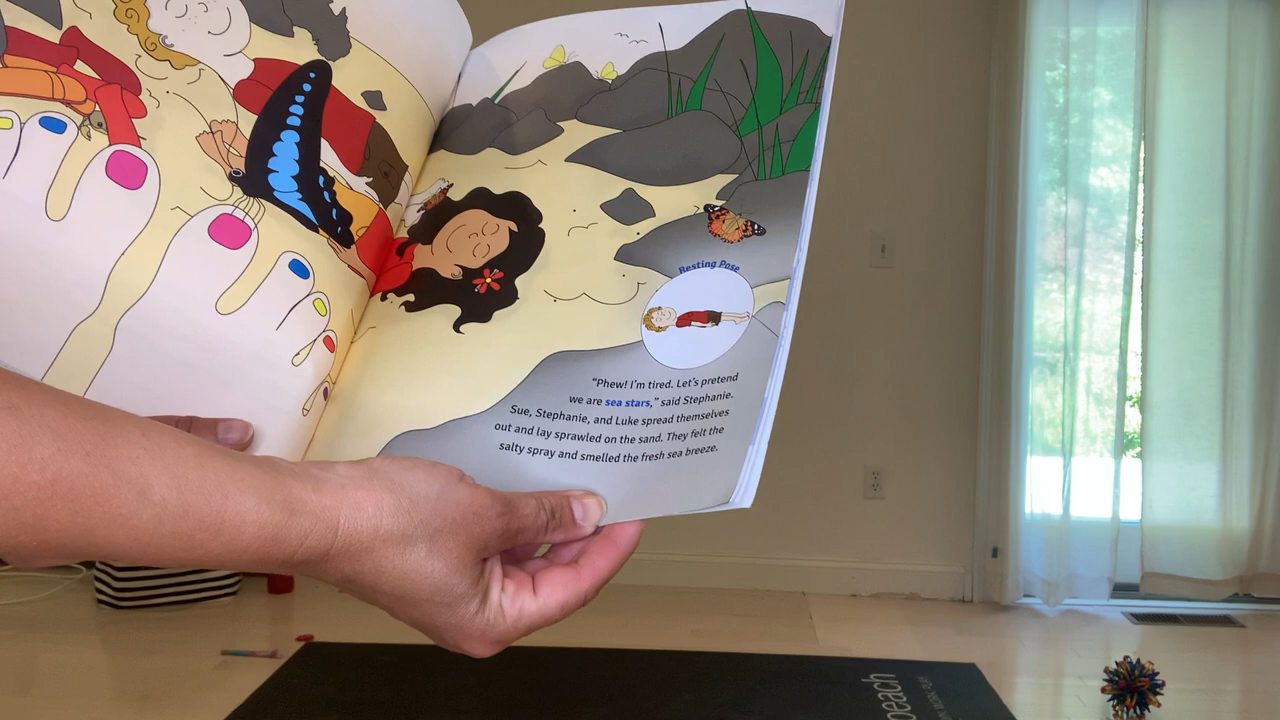 Resting Pose
“Phew! I’m tired. Let’s pretend
we are sea stars,” said Stephanie.
Sue, Stephanie, and Luke spread themselves
out and lay sprawled on the sand. They felt the
salty spray and smelled the fresh sea breeze.
peach